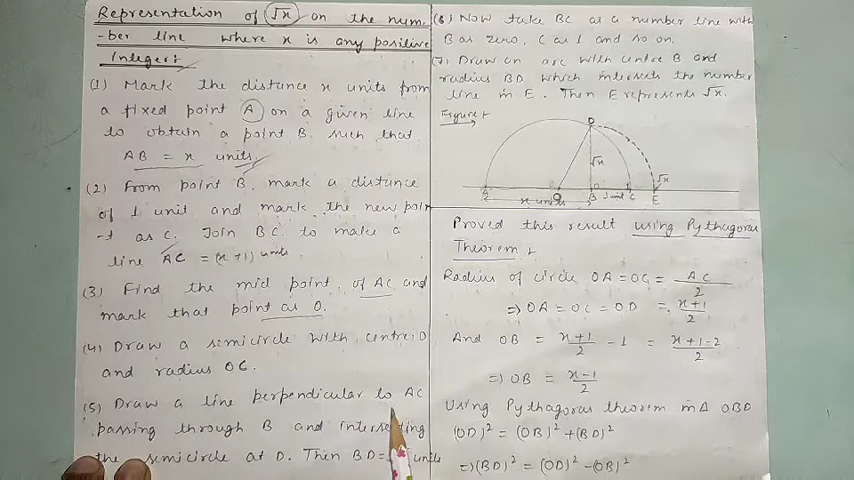 Representation of √x on the num-
-ber line where x is any positive
Integer:
(1) Mark the distance x units from
a fixed point A on a given line
to obtain a point B such that
AB = x units
(2) From point B, mark a distance
of 1 unit and mark the new poin
-t as C. Join BC to make a
line AC = (x+1) units
(3) Find the mid point of AC and
mark that point as O.
(4) Draw a semicircle with centre O
and radius OC.
(5) Draw a line perpendicular to AC
passing through B and intersecting
the semicircle at D. Then BD= units
(6) Now take BC as a number line with
B as zero, C as 1 and so on.
(7) Draw an arc with centre B and
radius BD which intersects the number
line in E. Then E represents √x.
Figure
D
√x
√x
A O B 1 unit C E
x units
Proved this result using Pythagoras
Theorem
Radius of circle OA = OC = AC/2
⇒ OA = OC = OD = x+1/2
And OB = x+1/2 - 1 = x+1-2/2
⇒ OB = x-1/2
Using Pythagoras theorem in Δ OBD
(OD)² = (OB)² + (BD)²
⇒ (BD)² = (OD)² - (OB)²